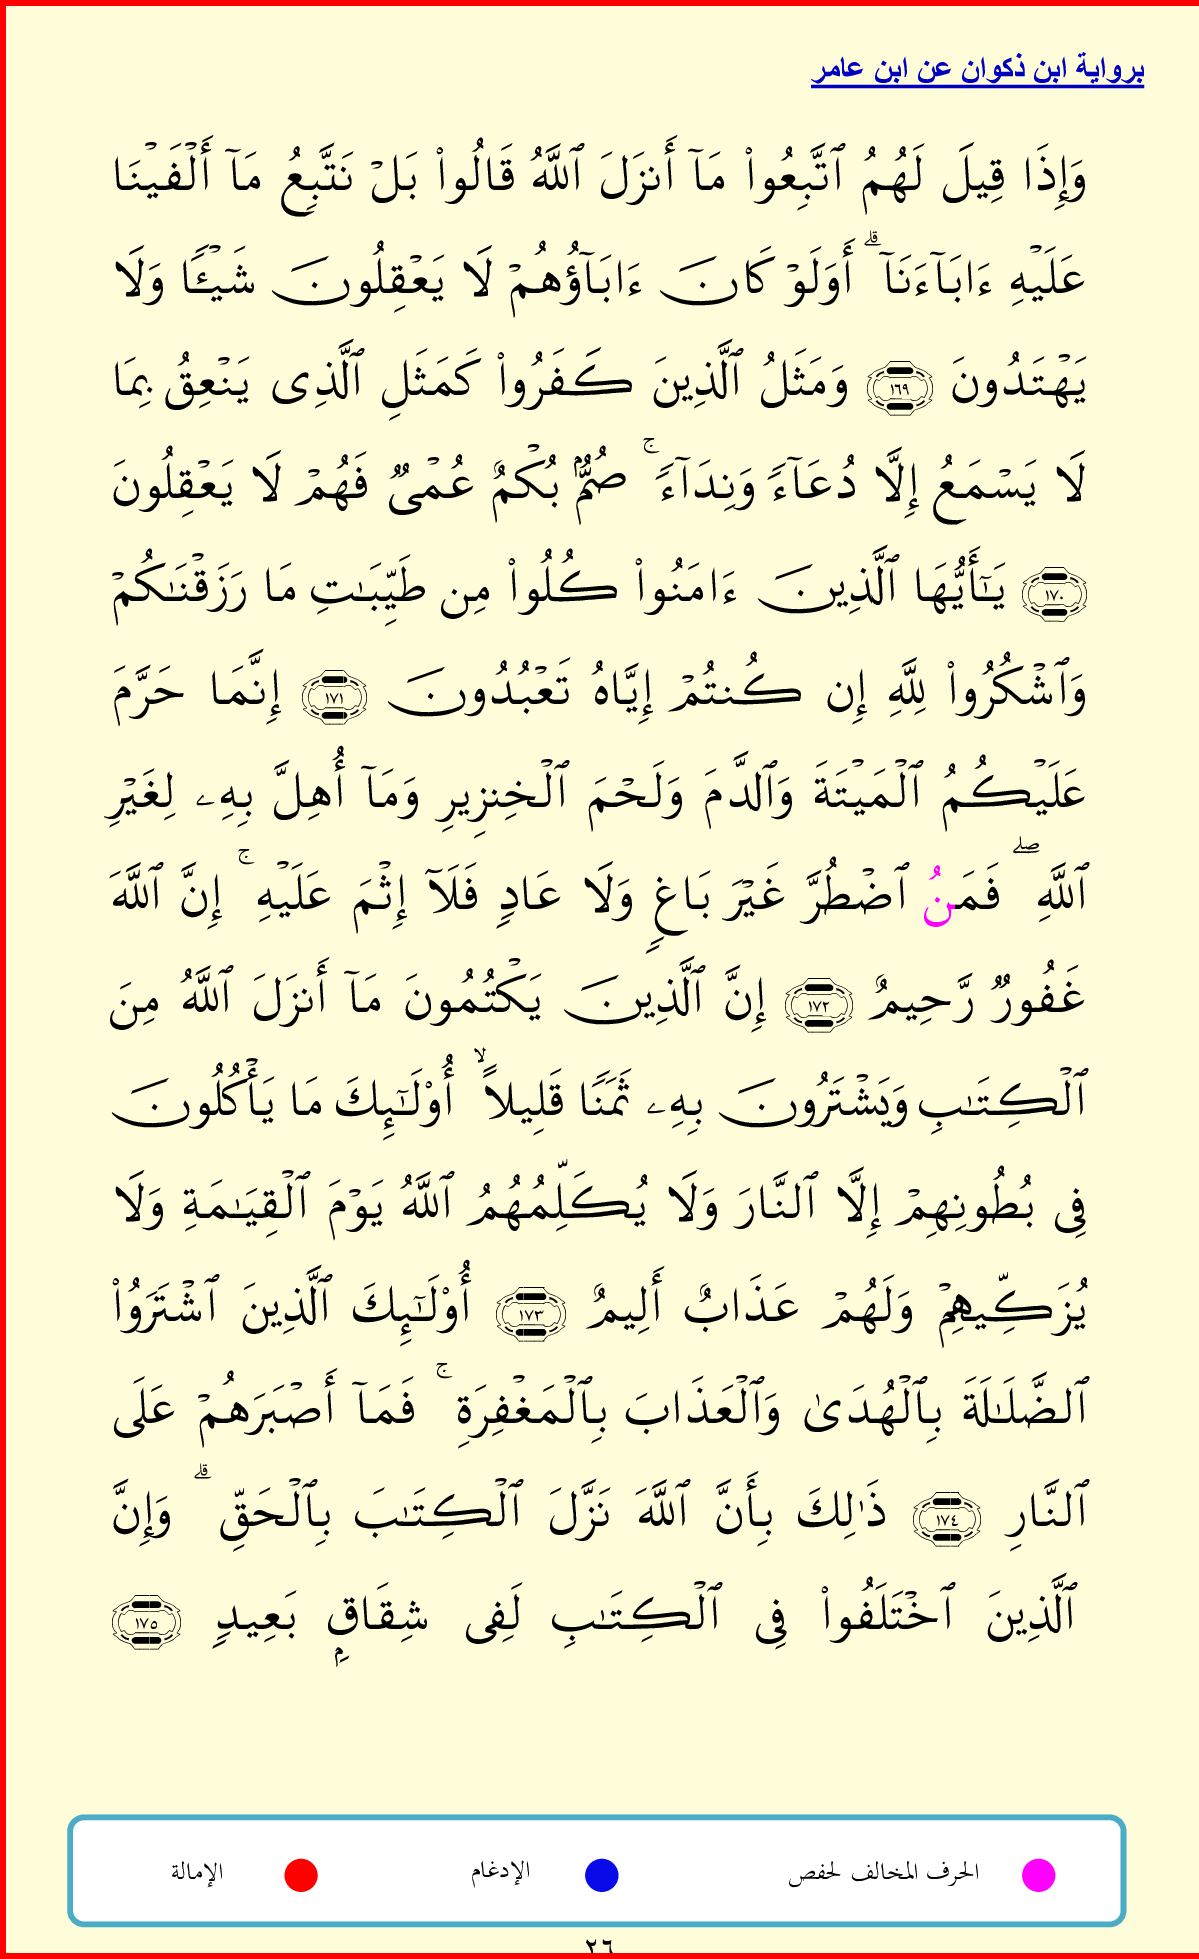 برواية ابن ذكوان عن ابن عامر
وَإِذَا قِيلَ لَهُمُ ٱتَّبِعُوا۟ مَآ أَنزَلَ ٱللَّهُ قَالُوا۟ بَلْ نَتَّبِعُ مَآ أَلْفَيْنَا
عَلَيْهِ ءَابَآءَنَآ ۗ أَوَلَوْ كَانَ ءَابَآؤُهُمْ لَا يَعْقِلُونَ شَيْـًٔا وَلَا
يَهْتَدُونَ ١٦٩ وَمَثَلُ ٱلَّذِينَ كَفَرُوا۟ كَمَثَلِ ٱلَّذِى يَنْعِقُ بِمَا
لَا يَسْمَعُ إِلَّا دُعَآءً وَنِدَآءً ۚ صُمٌّۢ بُكْمٌ عُمْىٌ فَهُمْ لَا يَعْقِلُونَ
١٧٠ يَـٰٓأَيُّهَا ٱلَّذِينَ ءَامَنُوا۟ كُلُوا۟ مِن طَيِّبَـٰتِ مَا رَزَقْنَـٰكُمْ
وَٱشْكُرُوا۟ لِلَّهِ إِن كُنتُمْ إِيَّاهُ تَعْبُدُونَ ١٧١ إِنَّمَا حَرَّمَ
عَلَيْكُمُ ٱلْمَيْتَةَ وَٱلدَّمَ وَلَحْمَ ٱلْخِنزِيرِ وَمَآ أُهِلَّ بِهِۦ لِغَيْرِ
ٱللَّهِ ۖ فَمَنُ ٱضْطُرَّ غَيْرَ بَاغٍ وَلَا عَادٍ فَلَآ إِثْمَ عَلَيْهِ ۚ إِنَّ ٱللَّهَ
غَفُورٌ رَّحِيمٌ ١٧٢ إِنَّ ٱلَّذِينَ يَكْتُمُونَ مَآ أَنزَلَ ٱللَّهُ مِنَ
ٱلْكِتَـٰبِ وَيَشْتَرُونَ بِهِۦ ثَمَنًا قَلِيلاً ۙ أُو۟لَـٰٓئِكَ مَا يَأْكُلُونَ
فِى بُطُونِهِمْ إِلَّا ٱلنَّارَ وَلَا يُكَلِّمُهُمُ ٱللَّهُ يَوْمَ ٱلْقِيَـٰمَةِ وَلَا
يُزَكِّيهِمْ وَلَهُمْ عَذَابٌ أَلِيمٌ ١٧٣ أُو۟لَـٰٓئِكَ ٱلَّذِينَ ٱشْتَرَوُا۟
ٱلضَّلَـٰلَةَ بِٱلْهُدَىٰ وَٱلْعَذَابَ بِٱلْمَغْفِرَةِ ۚ فَمَآ أَصْبَرَهُمْ عَلَى
ٱلنَّارِ ١٧٤ ذَٰلِكَ بِأَنَّ ٱللَّهَ نَزَّلَ ٱلْكِتَـٰبَ بِٱلْحَقِّ ۗ وَإِنَّ
ٱلَّذِينَ ٱخْتَلَفُوا۟ فِى ٱلْكِتَـٰبِ لَفِى شِقَاقٍۭ بَعِيدٍ ١٧٥
الحرف المخالف لحفص الإدغام الإمالة
٢٦